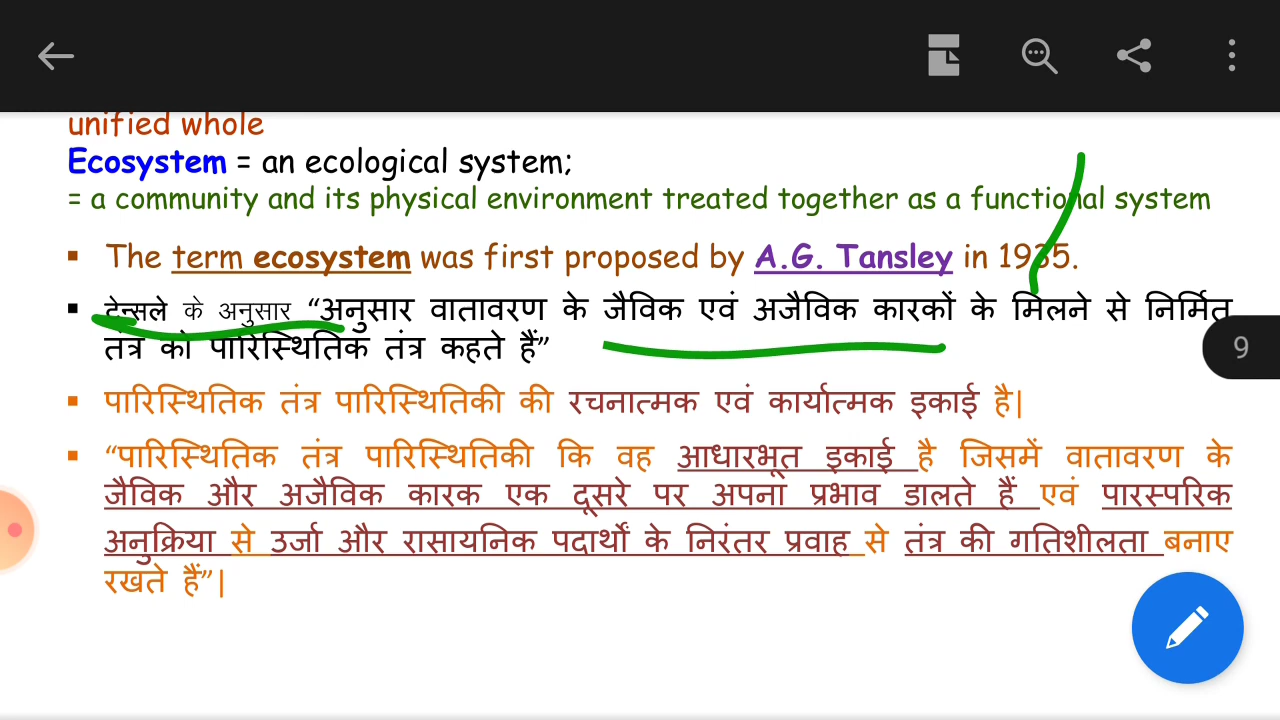 unified whole
Ecosystem = an ecological system;
= a community and its physical environment treated together as a functional system
▪ The term ecosystem was first proposed by A.G. Tansley in 1935.
▪ टेन्सले के अनुसार “अनुसार वातावरण के जैविक एवं अजैविक कारकों के मिलने से निर्मित
तंत्र को पारिस्थितिक तंत्र कहते हैं”
9
▪ पारिस्थितिक तंत्र पारिस्थितिकी की रचनात्मक एवं कार्यात्मक इकाई है|
▪ “पारिस्थितिक तंत्र पारिस्थितिकी कि वह आधारभूत इकाई है जिसमें वातावरण के
जैविक और अजैविक कारक एक दूसरे पर अपना प्रभाव डालते हैं एवं पारस्परिक
अनुक्रिया से उर्जा और रासायनिक पदार्थों के निरंतर प्रवाह से तंत्र की गतिशीलता बनाए
रखते हैं”|